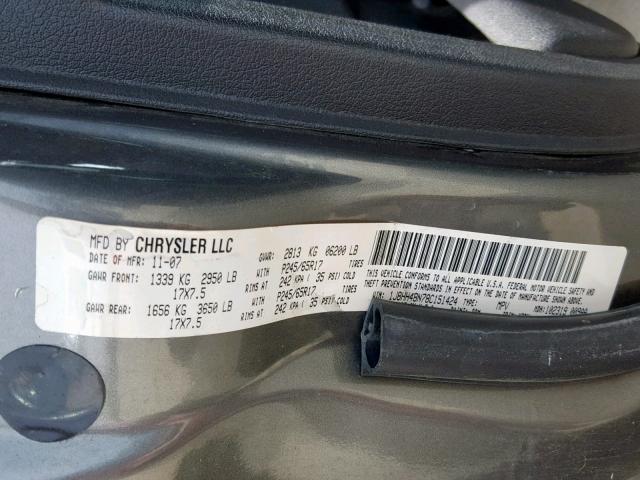 MFD BY CHRYSLER LLC
DATE OF MFR: 11-07 GVWR: 2813 KG 06200 LB
GAWR FRONT: 1339 KG 2950 LB WITH P245/65R17 TIRES
17X7.5 RIMS AT 242 KPA ( 35 PSI) COLD
GAWR REAR: 1656 KG 3650 LB WITH P245/65R17 TIRES
17X7.5 RIMS AT 242 KPA ( 35 PSI) COLD
THIS VEHICLE CONFORMS TO ALL APPLICABLE U.S.A. FEDERAL MOTOR VEHICLE SAFETY AND
THEFT PREVENTION STANDARDS IN EFFECT ON THE DATE OF MANUFACTURE SHOWN ABOVE.
TYPE: MPV